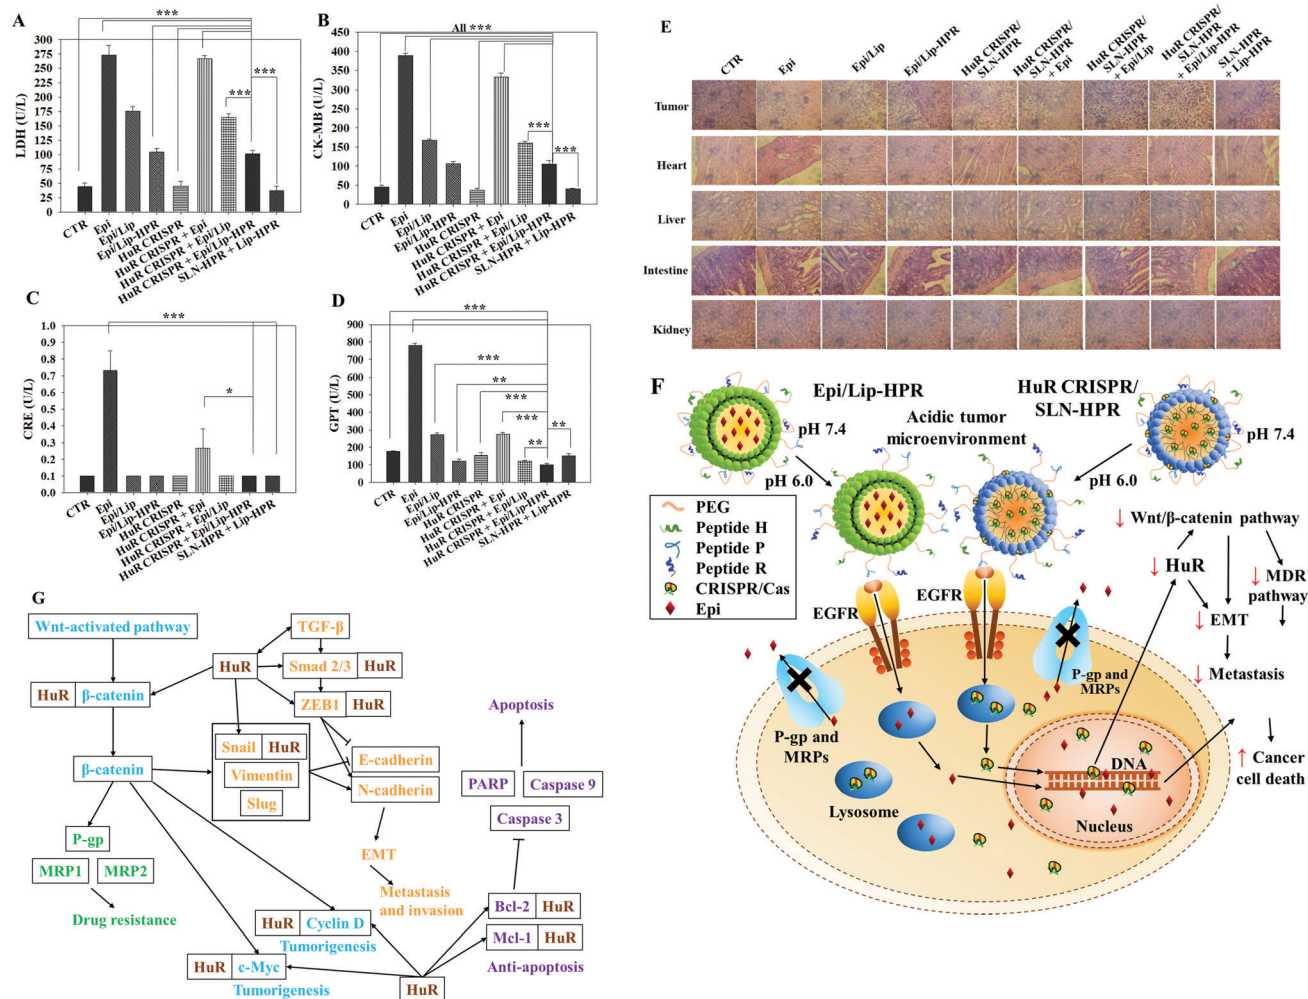 A
***
***
***
LDH (U/L)
300
275
250
225
200
175
150
125
100
75
50
25
0
CTR
Epi
Epi/Lip
Epi/Lip-HPR
HuR CRISPR
HuR CRISPR + Epi
HuR CRISPR + Epi/Lip
HuR CRISPR + Epi/Lip-HPR
SLN-HPR + Lip-HPR
B
All ***
***
***
CK-MB (U/L)
450
400
350
300
250
200
150
100
50
0
CTR
Epi
Epi/Lip
Epi/Lip-HPR
HuR CRISPR
HuR CRISPR + Epi
HuR CRISPR + Epi/Lip
HuR CRISPR + Epi/Lip-HPR
SLN-HPR + Lip-HPR
C
***
*
CRE (U/L)
1.0
0.9
0.8
0.7
0.6
0.5
0.4
0.3
0.2
0.1
0.0
CTR
Epi
Epi/Lip
Epi/Lip-HPR
HuR CRISPR
HuR CRISPR + Epi
HuR CRISPR + Epi/Lip
HuR CRISPR + Epi/Lip-HPR
SLN-HPR + Lip-HPR
D
***
***
**
***
***
**
**
GPT (U/L)
900
800
700
600
500
400
300
200
100
0
CTR
Epi
Epi/Lip
Epi/Lip-HPR
HuR CRISPR
HuR CRISPR + Epi
HuR CRISPR + Epi/Lip
HuR CRISPR + Epi/Lip-HPR
SLN-HPR + Lip-HPR
E
CTR
Epi
Epi/Lip
Epi/Lip-HPR
HuR CRISPR/
SLN-HPR
HuR CRISPR/
SLN-HPR
+ Epi
HuR CRISPR/
SLN-HPR
+ Epi/Lip
HuR CRISPR/
SLN-HPR
+ Epi/Lip-HPR
SLN-HPR
+ Lip-HPR
Tumor
Heart
Liver
Intestine
Kidney
F
Epi/Lip-HPR
HuR CRISPR/
SLN-HPR
Acidic tumor
microenvironment
pH 7.4
pH 6.0
pH 7.4
pH 6.0
PEG
Peptide H
Peptide P
Peptide R
CRISPR/Cas
Epi
EGFR
EGFR
↓ Wnt/β-catenin pathway
↓ HuR
↓ MDR
pathway
↓ EMT
↓ Metastasis
↑ Cancer
cell death
P-gp and
MRPs
P-gp and
MRPs
Lysosome
DNA
Nucleus
G
Wnt-activated pathway
TGF-β
HuR
Smad 2/3 HuR
HuR β-catenin
ZEB1 HuR
Snail HuR
Vimentin
Slug
E-cadherin
N-cadherin
β-catenin
Apoptosis
PARP
Caspase 9
Caspase 3
P-gp
MRP1
MRP2
Drug resistance
EMT
Metastasis
and invasion
HuR Cyclin D
Tumorigenesis
Bcl-2 HuR
Mcl-1 HuR
Anti-apoptosis
HuR c-Myc
Tumorigenesis
HuR